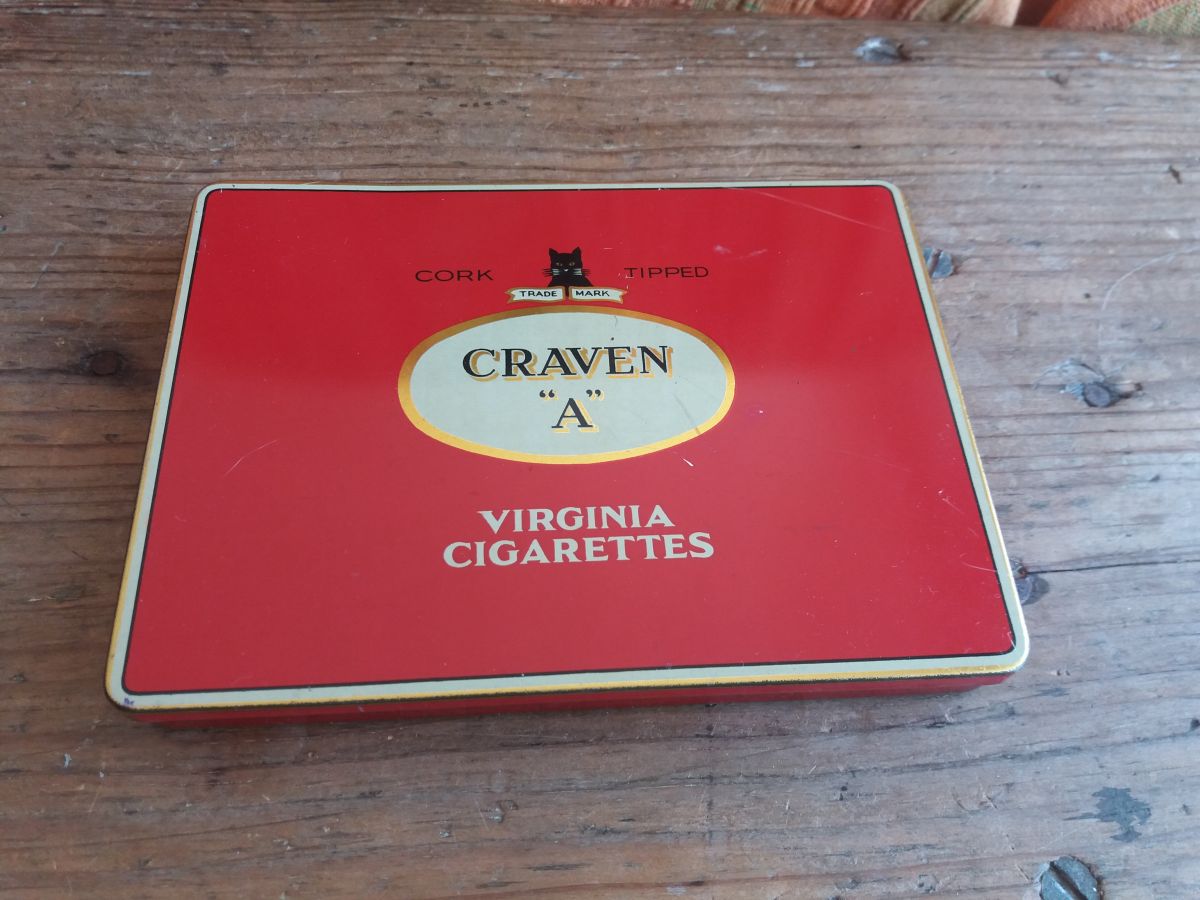 CORK TIPPED
TRADE MARK
CRAVEN
“A”
VIRGINIA
CIGARETTES